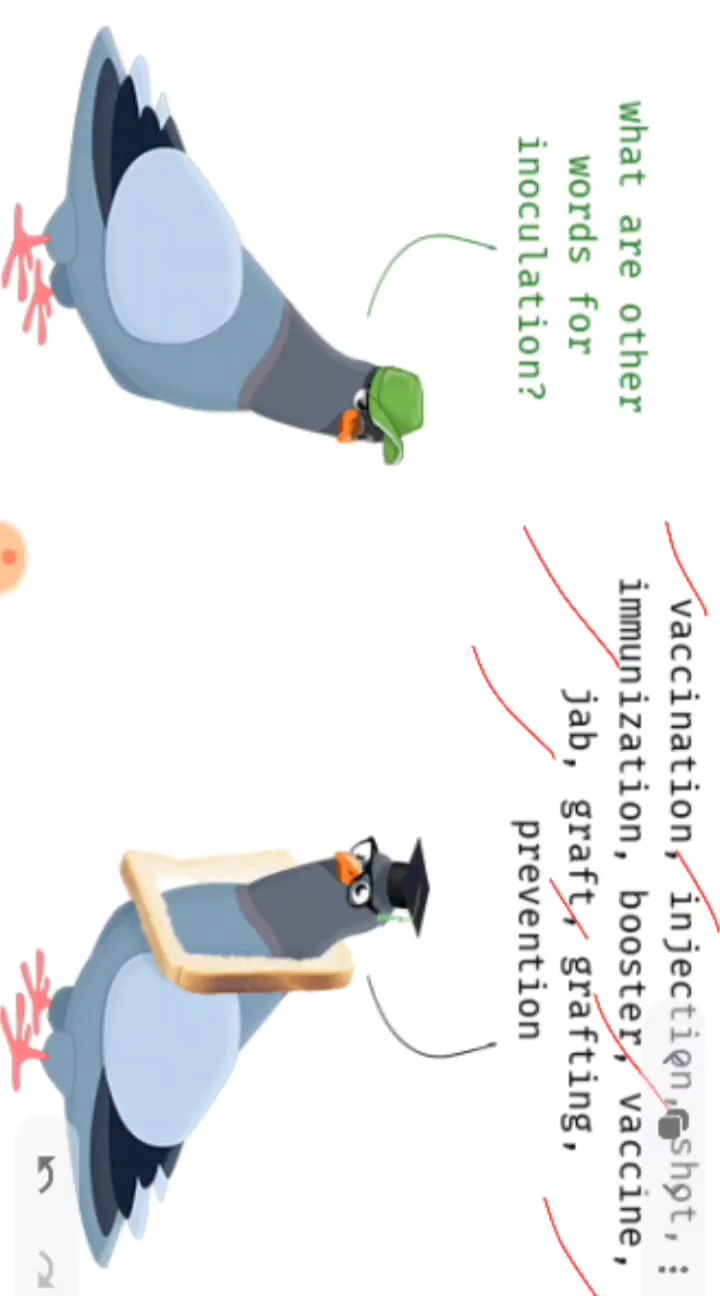 what are other
words for
inoculation?
vaccination, injection, shot,
immunization, booster, vaccine,
jab, graft, grafting,
prevention